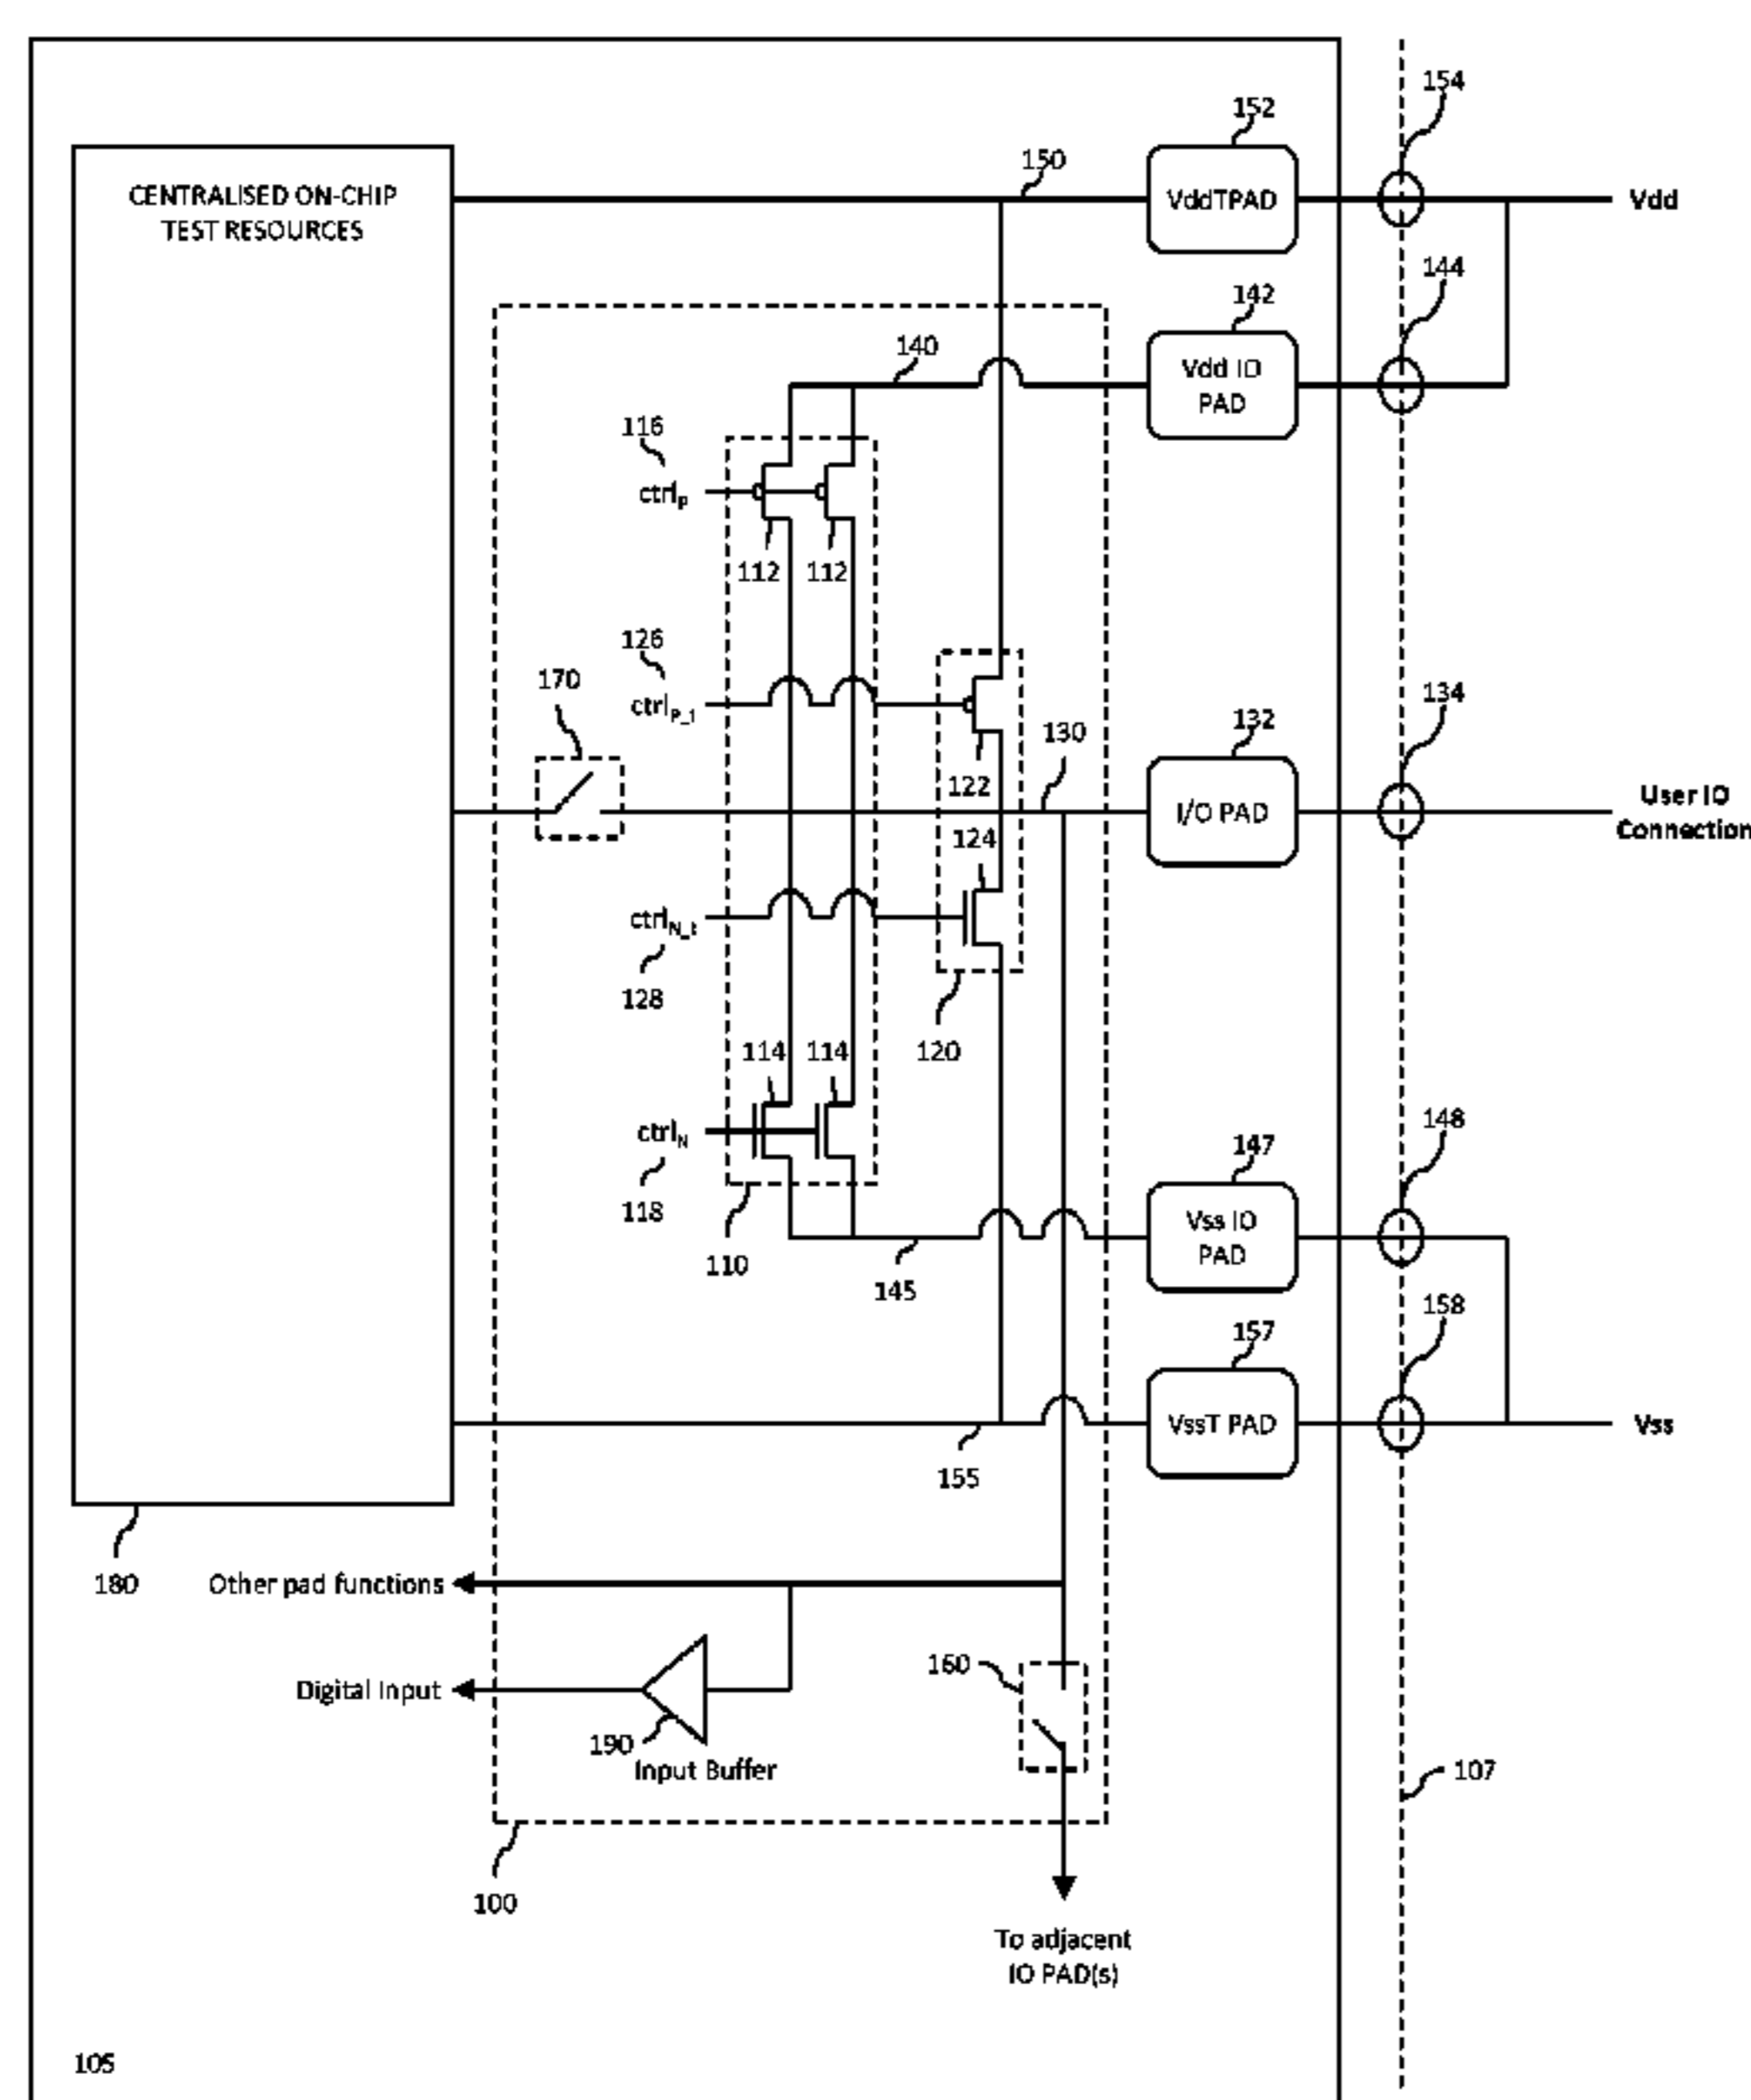 154
152
150
CENTRALISED ON-CHIP
TEST RESOURCES
VddTPAD
Vdd
144
142
140
Vdd IO
PAD
116
ctrlP
112 112
126
170
ctrlP_t
134
132
130
122
I/O PAD
User IO
Connection
124
ctrlN_t
128
120
114 114
148
147
ctrlN
118
Vss IO
PAD
110
145
158
157
VssT PAD
Vss
155
180
Other pad functions
160
Digital Input
190
Input Buffer
107
100
To adjacent
IO PAD(s)
105